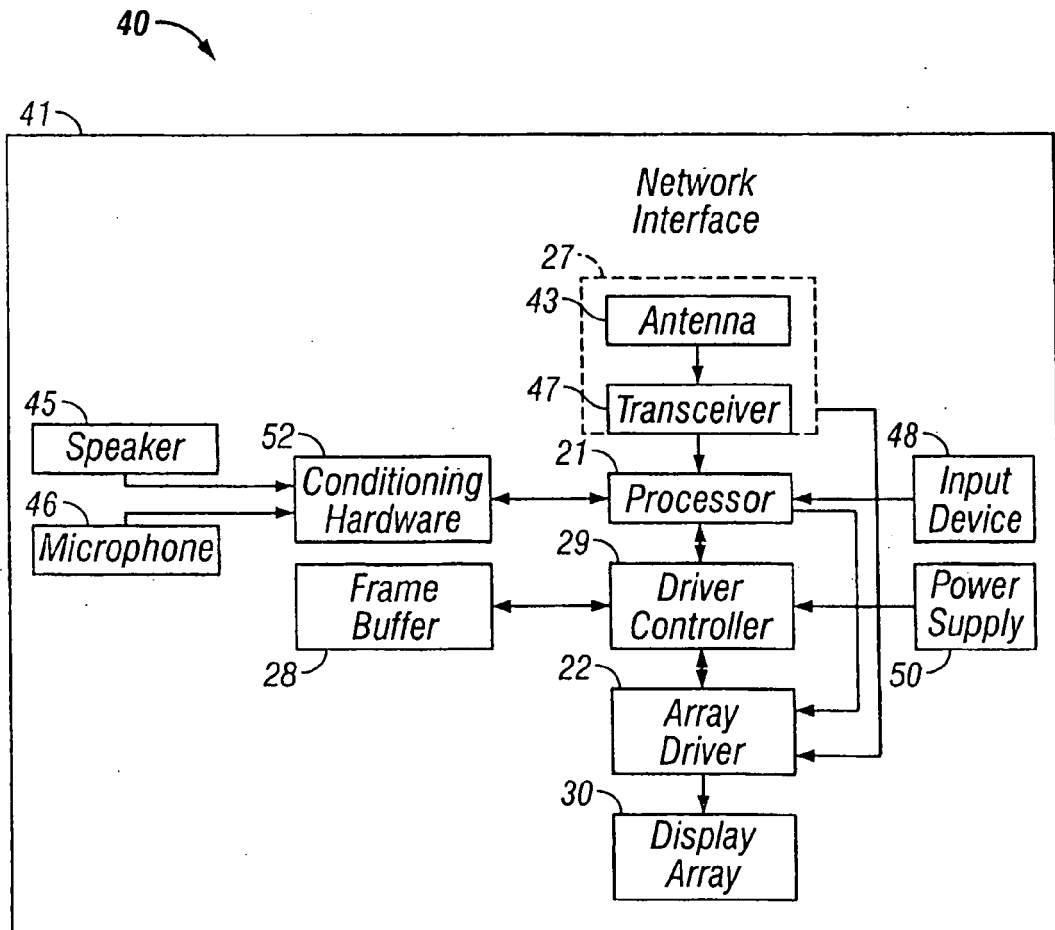 40
41
Network
Interface
27
43
Antenna
47
Transceiver
45
Speaker
52
Conditioning
Hardware
21
Processor
48
Input
Device
46
Microphone
29
Driver
Controller
Frame
Buffer
28
Power
Supply
50
22
Array
Driver
30
Display
Array